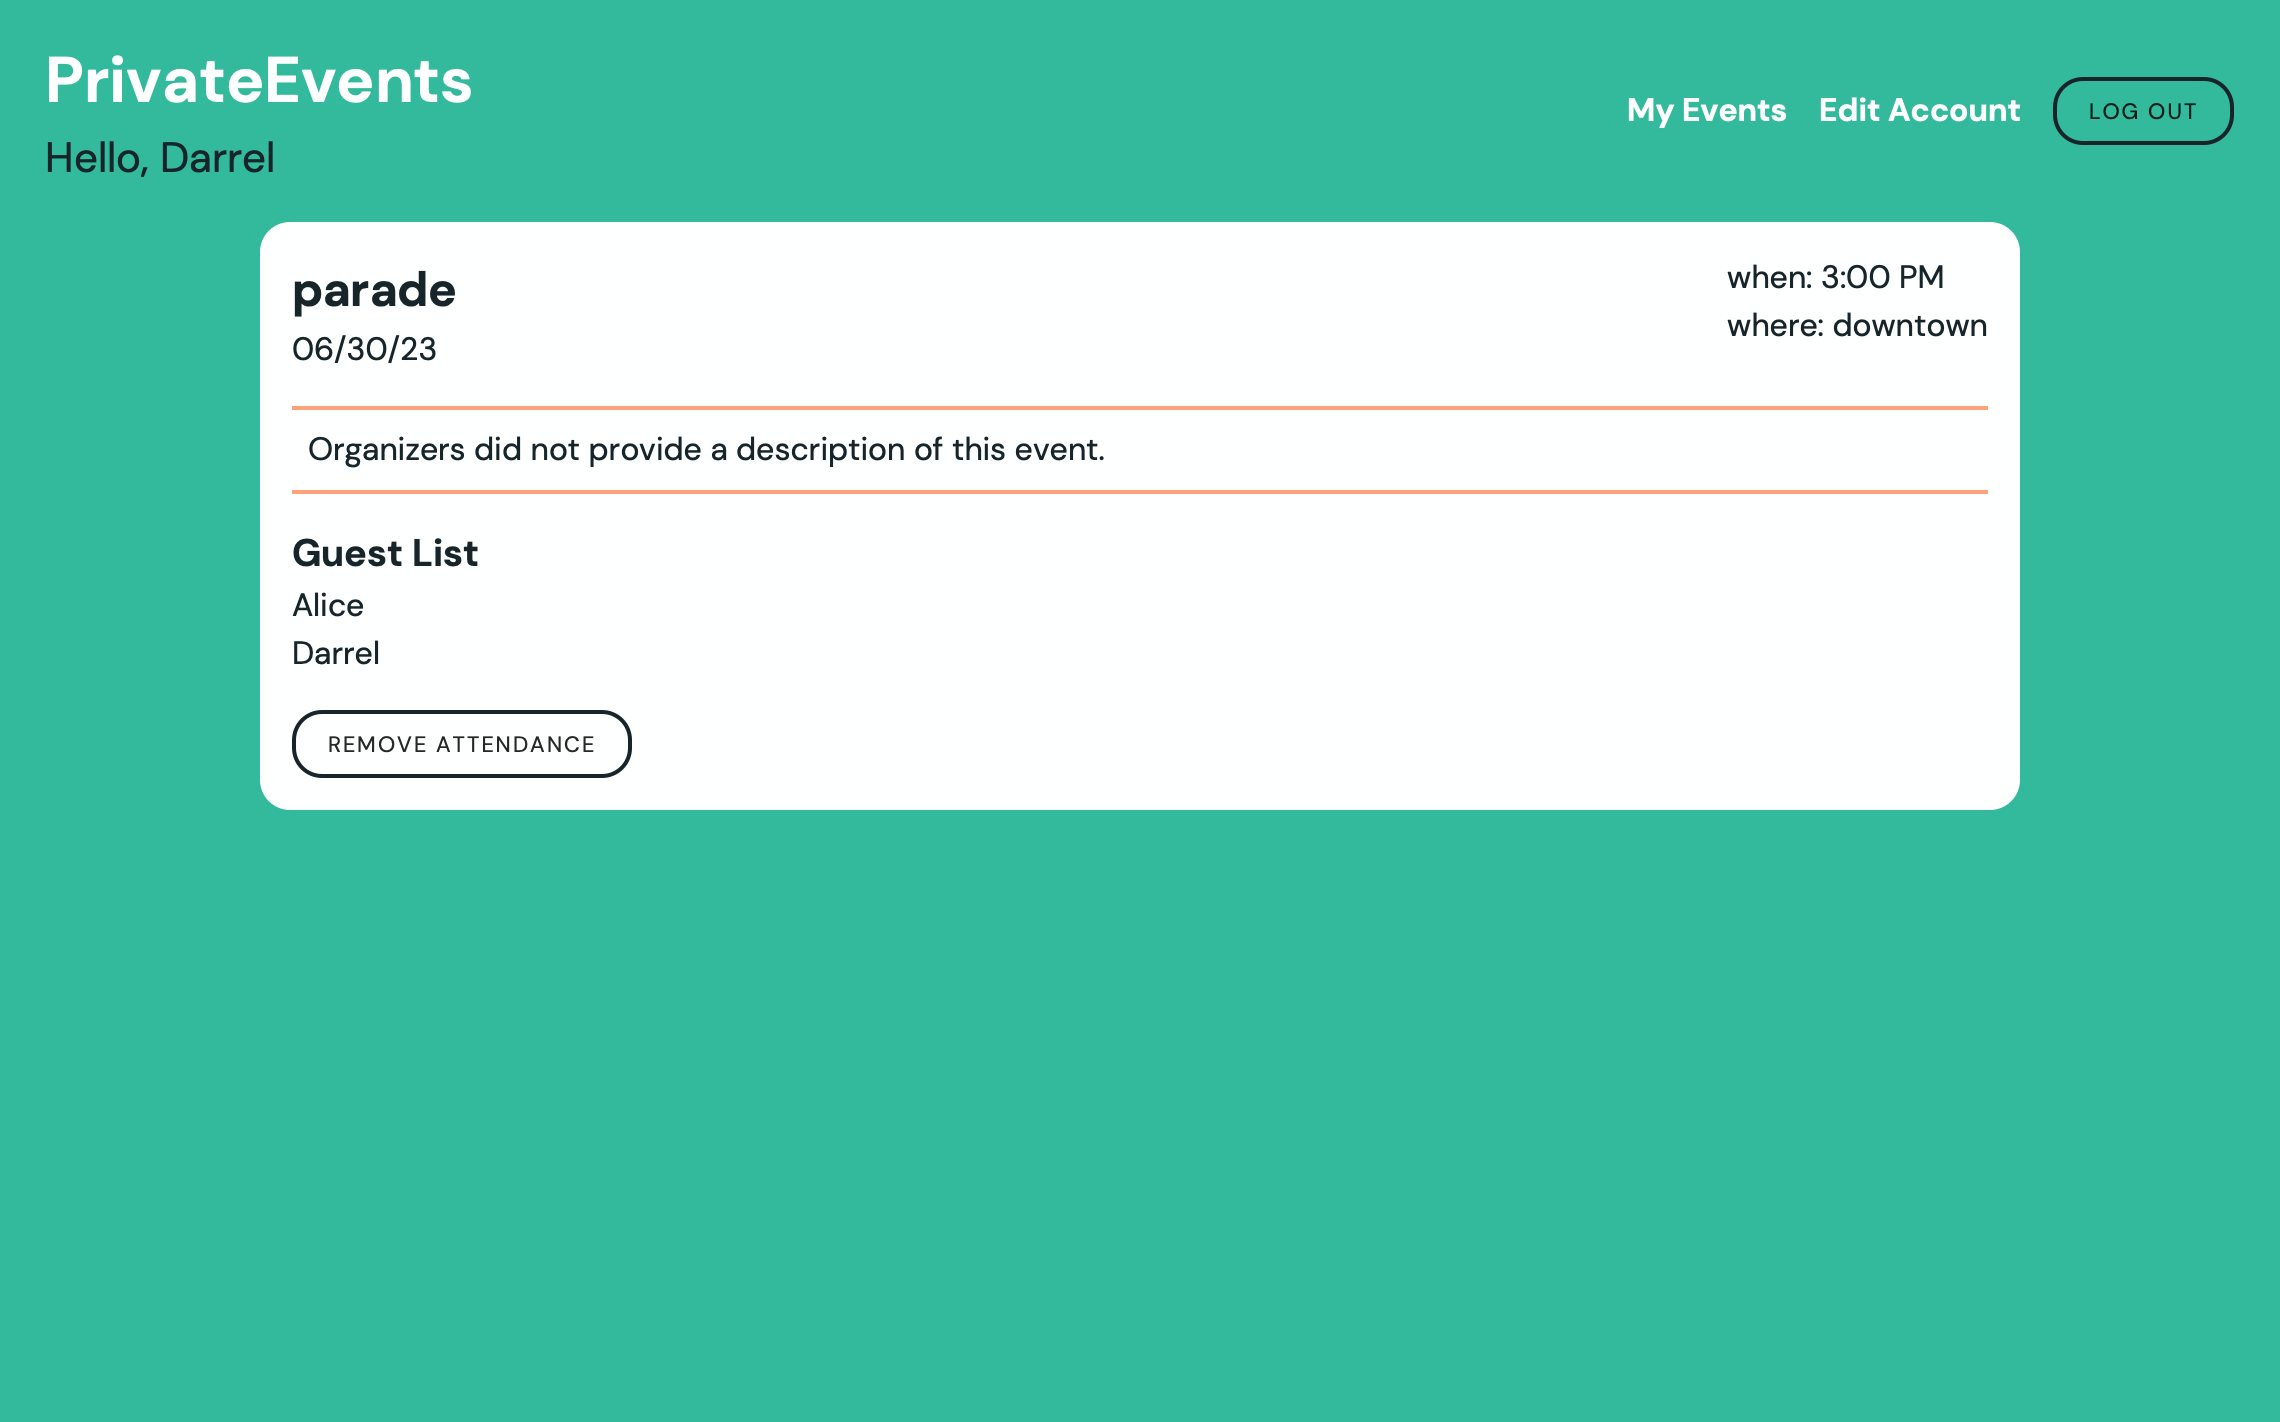 PrivateEvents
Hello, Darrel
My Events Edit Account LOG OUT
parade
06/30/23
when: 3:00 PM
where: downtown
Organizers did not provide a description of this event.
Guest List
Alice
Darrel
REMOVE ATTENDANCE